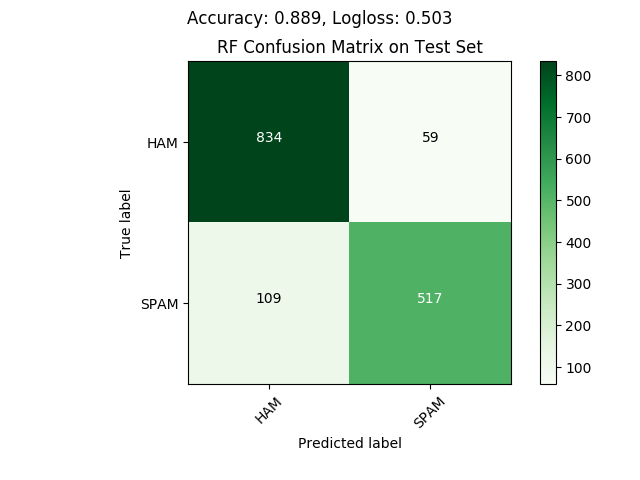 Accuracy: 0.889, Logloss: 0.503
RF Confusion Matrix on Test Set
True label
HAM
834
59
SPAM
109
517
HAM
SPAM
Predicted label
800
700
600
500
400
300
200
100